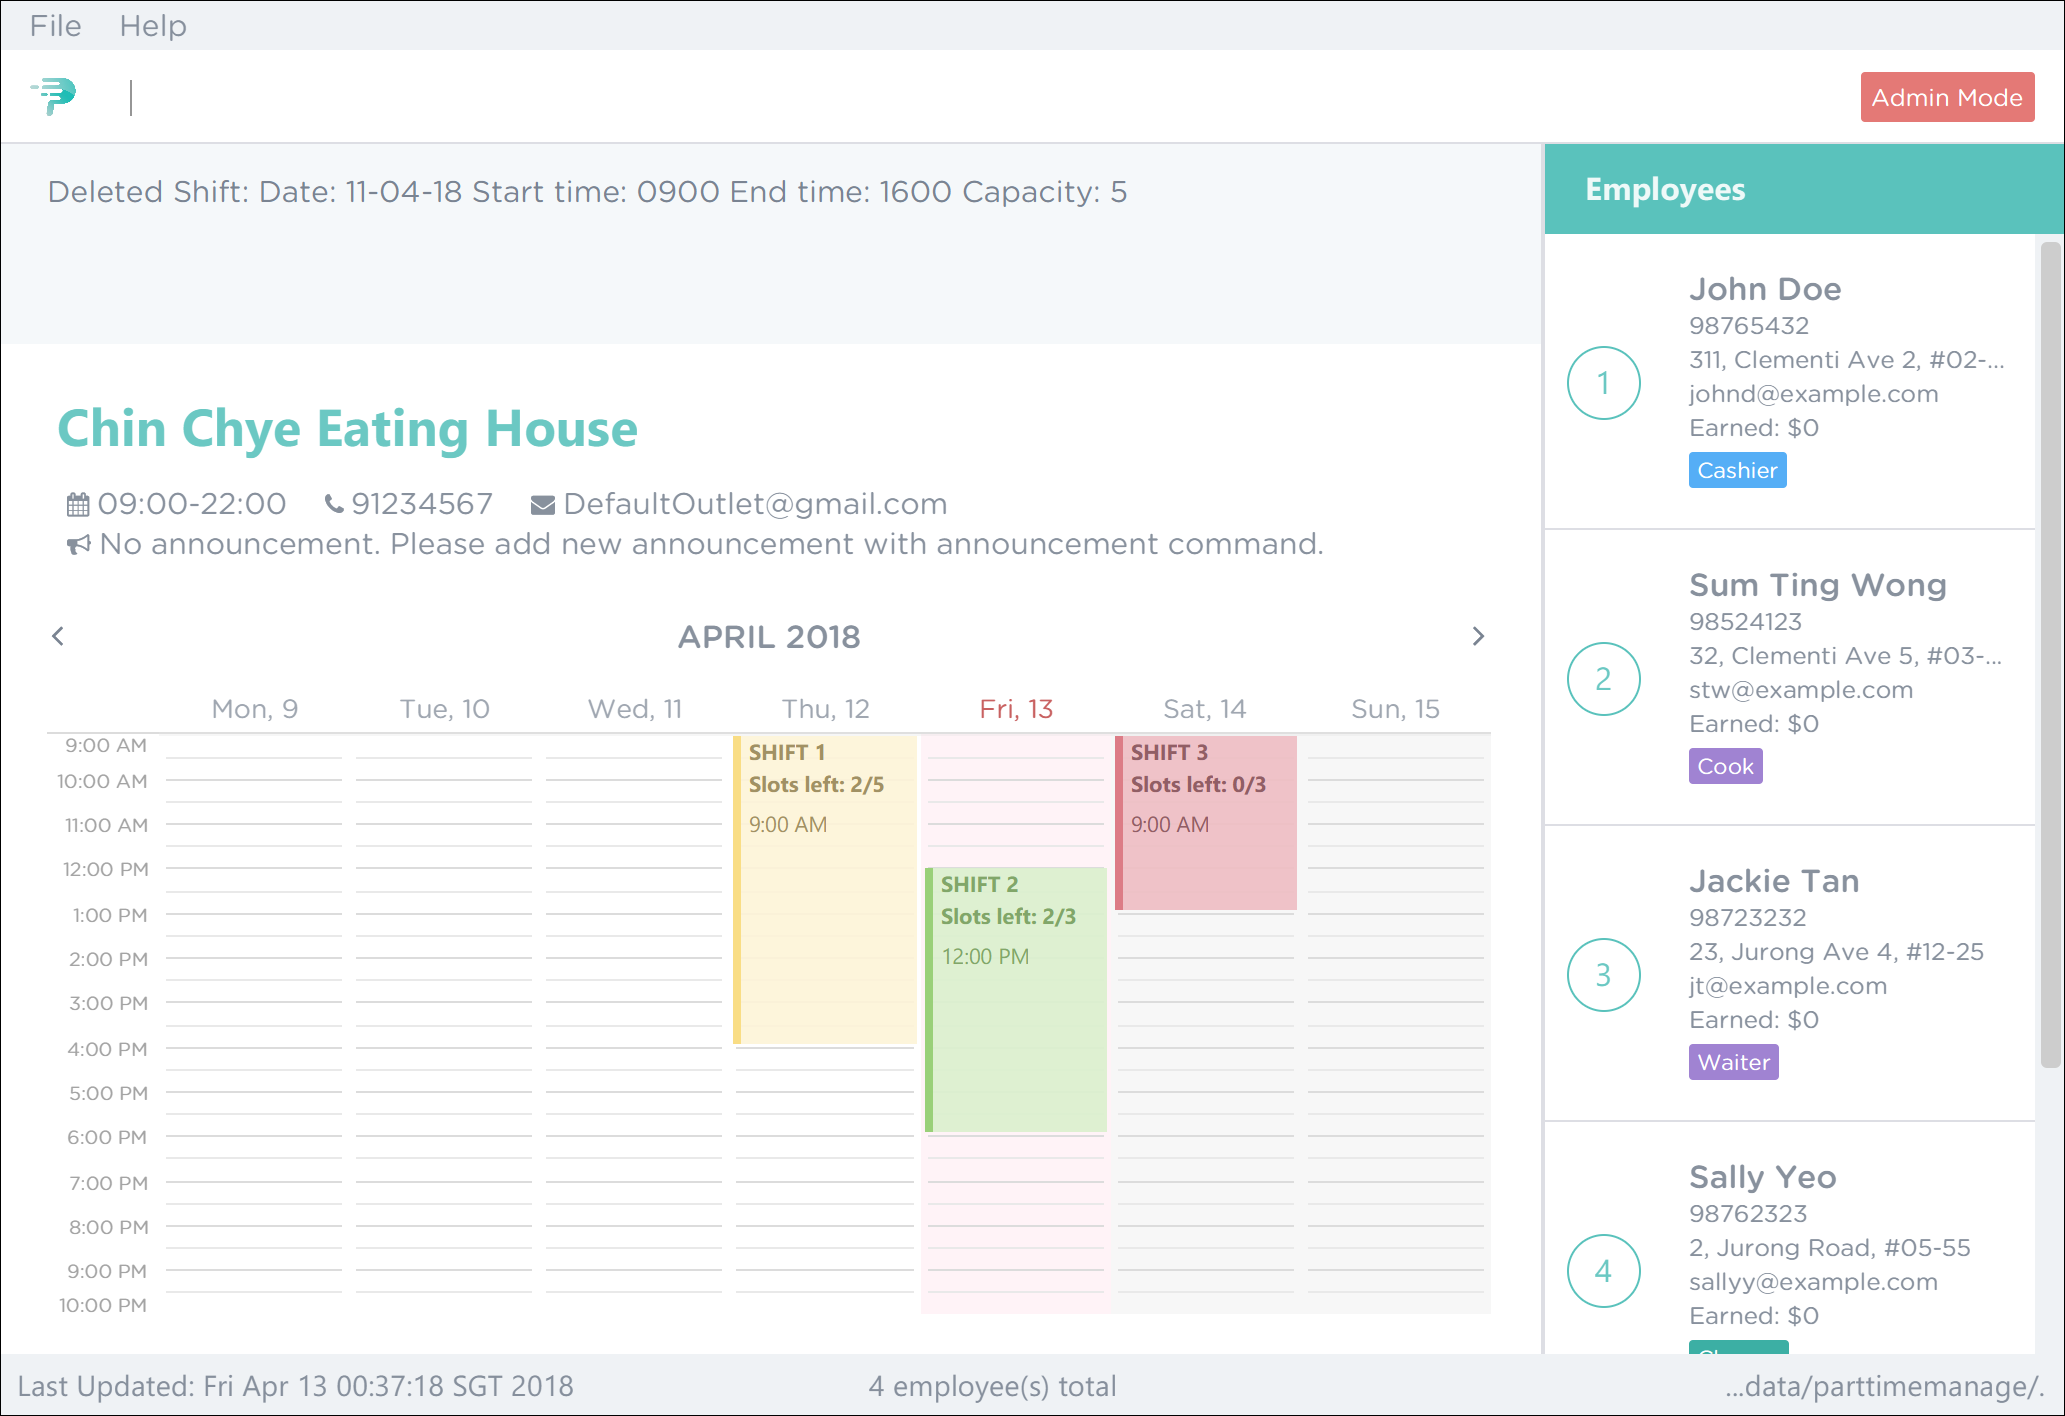 File Help
Admin Mode
Deleted Shift: Date: 11-04-18 Start time: 0900 End time: 1600 Capacity: 5
Chin Chye Eating House
09:00-22:00 91234567 DefaultOutlet@gmail.com
No announcement. Please add new announcement with announcement command.
APRIL 2018
Mon, 9 Tue, 10 Wed, 11 Thu, 12 Fri, 13 Sat, 14 Sun, 15
9:00 AM
10:00 AM
11:00 AM
12:00 PM
1:00 PM
2:00 PM
3:00 PM
4:00 PM
5:00 PM
6:00 PM
7:00 PM
8:00 PM
9:00 PM
10:00 PM
SHIFT 1
Slots left: 2/5
9:00 AM
SHIFT 2
Slots left: 2/3
12:00 PM
SHIFT 3
Slots left: 0/3
9:00 AM
Employees
1
John Doe
98765432
311, Clementi Ave 2, #02-...
johnd@example.com
Earned: $0
Cashier
2
Sum Ting Wong
98524123
32, Clementi Ave 5, #03-...
stw@example.com
Earned: $0
Cook
3
Jackie Tan
98723232
23, Jurong Ave 4, #12-25
jt@example.com
Earned: $0
Waiter
4
Sally Yeo
98762323
2, Jurong Road, #05-55
sallyy@example.com
Earned: $0
Last Updated: Fri Apr 13 00:37:18 SGT 2018 4 employee(s) total ...data/parttimemanage/.